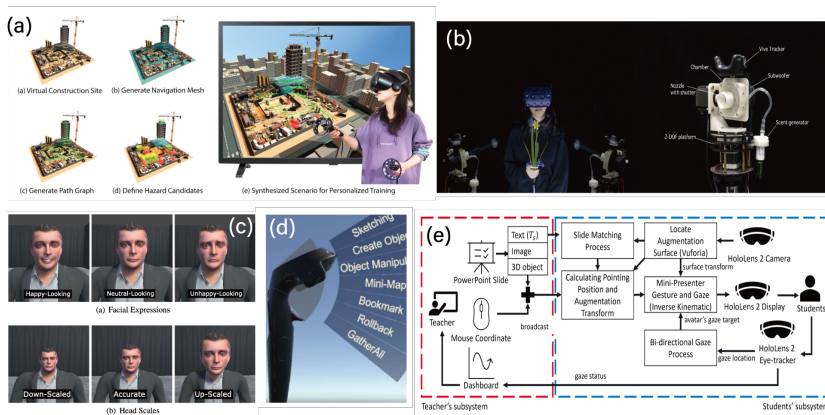 (a)
(a) Virtual Construction Site
(b) Generate Navigation Mesh
(c) Generate Path Graph
(d) Define Hazard Candidates
(e) Synthesized Scenario for Personalized Training
(b)
Vive Tracker
Chamber
Subwoofer
Nozzle
with shutter
Scent generator
2-DOF platform
(c)
Happy-Looking
Neutral-Looking
Unhappy-Looking
(a) Facial Expressions
Down-Scaled
Accurate
Up-Scaled
(b) Head Scales
(d)
Sketching
Create Objec
Object Manipul
Mini-Map
Bookmark
Rollback
GatherAll
(e)
Text (Ts)
Image
3D object
PowerPoint Slide
Teacher
Mouse Coordinate
broadcast
Dashboard
Slide Matching
Process
Locate
Augmentation
Surface (Vuforia)
HoloLens 2 Camera
surface transform
Calculating Pointing
Position and
Augmentation
Transform
Mini-Presenter
Gesture and Gaze
(Inverse Kinematic)
HoloLens 2 Display
Students
avatar's gaze target
Bi-directional Gaze
Process
gaze location
HoloLens 2
Eye-tracker
gaze status
Teacher's subsystem
Students' subsystem